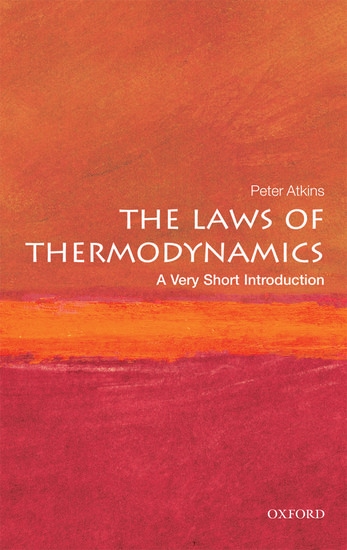 Peter Atkins
THE LAWS OF
THERMODYNAMICS
A Very Short Introduction
OXFORD